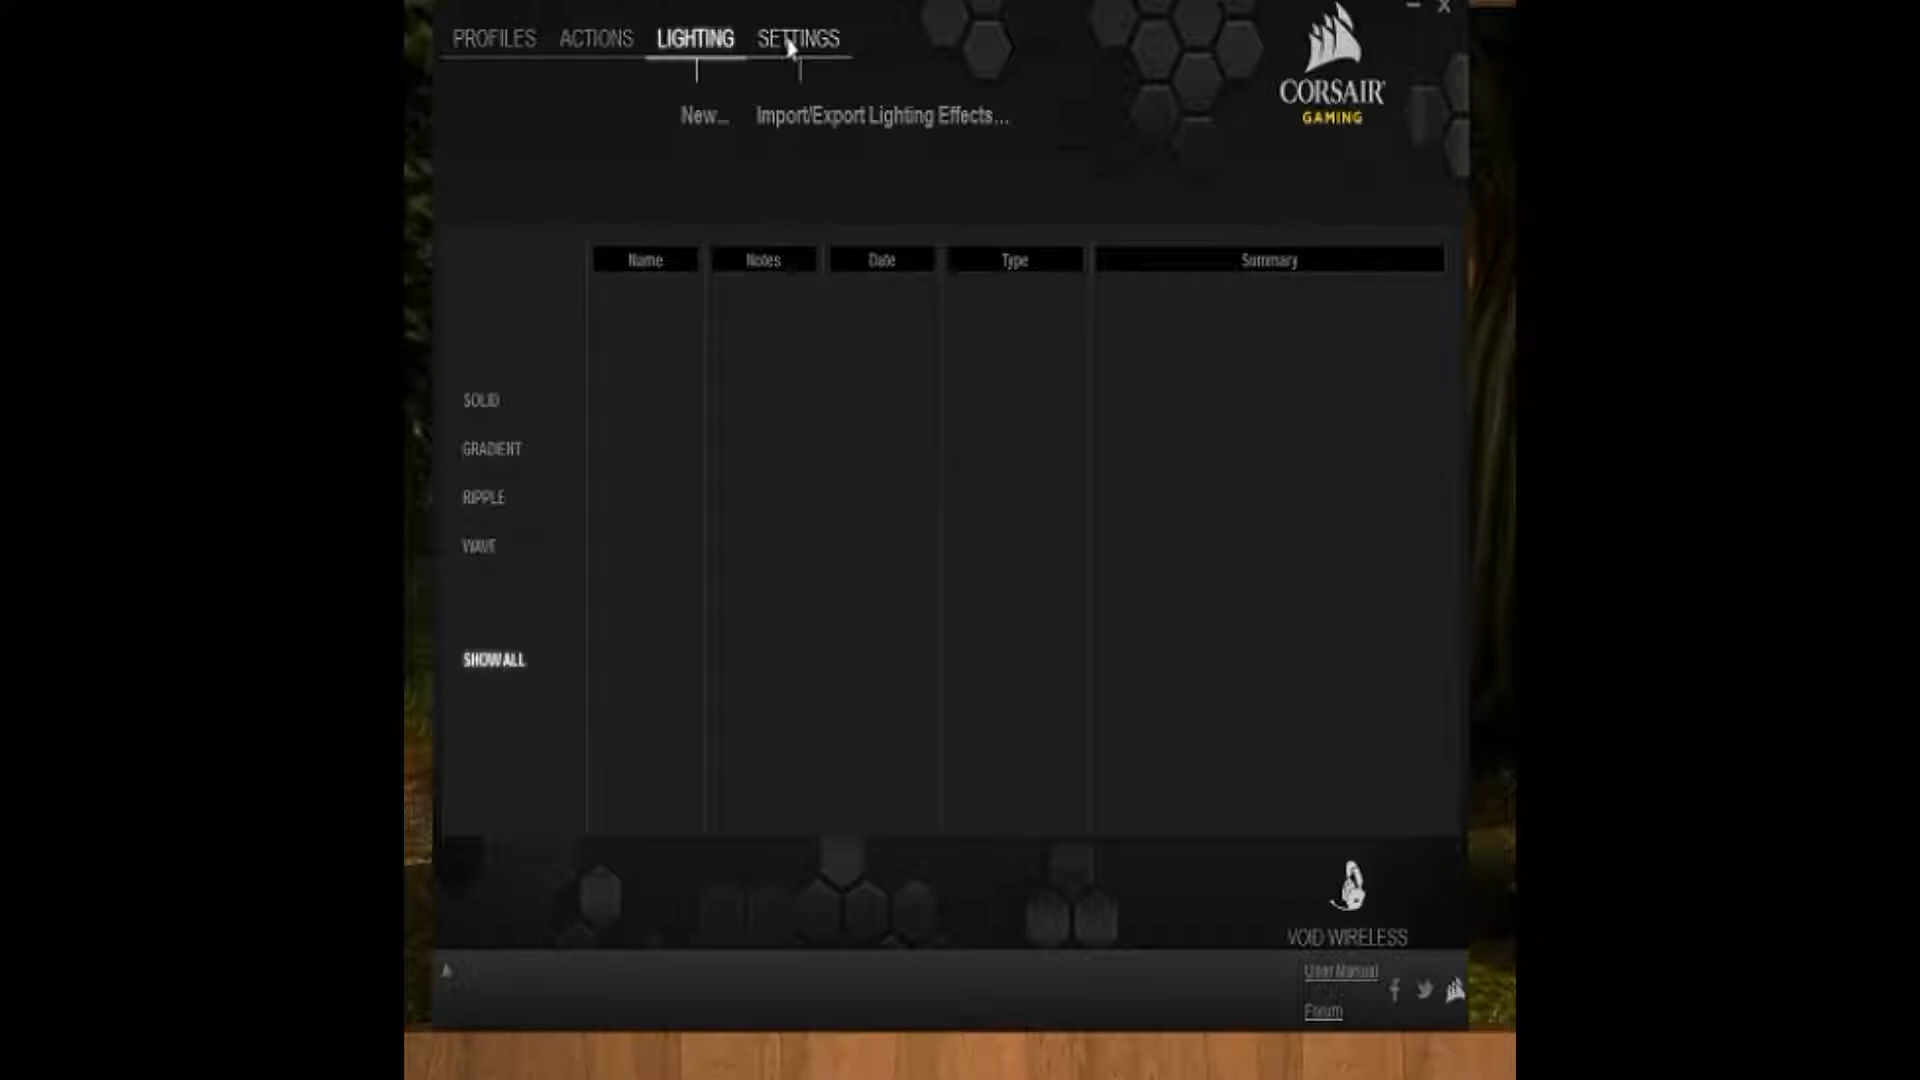 PROFILES ACTIONS LIGHTING SETTINGS
New... Import/Export Lighting Effects...
CORSAIR
GAMING
Name Notes Date Type Summary
SOLID
GRADIENT
RIPPLE
WAVE
SHOW ALL
VOID WIRELESS
User Manual
Forum